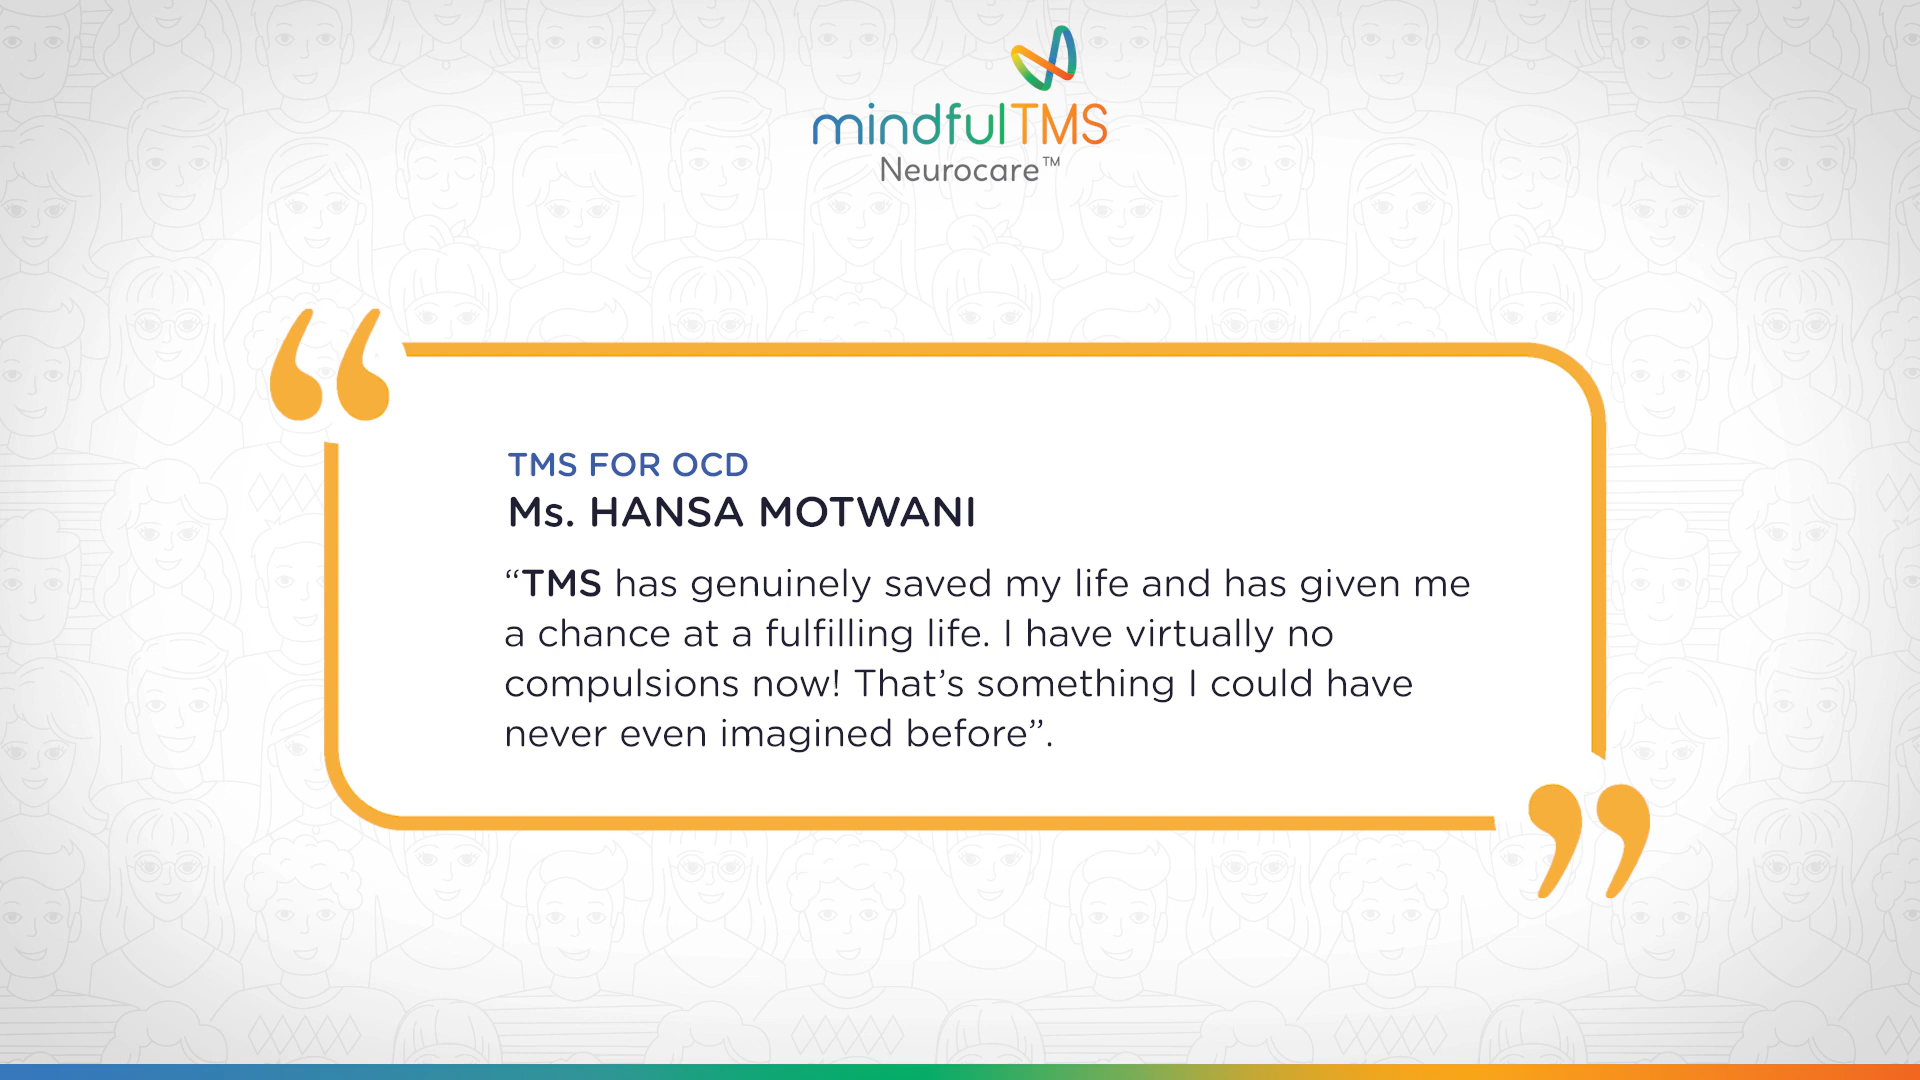 mindfulTMS
Neurocare™
TMS FOR OCD
Ms. HANSA MOTWANI
“TMS has genuinely saved my life and has given me
a chance at a fulfilling life. I have virtually no
compulsions now! That’s something I could have
never even imagined before”.